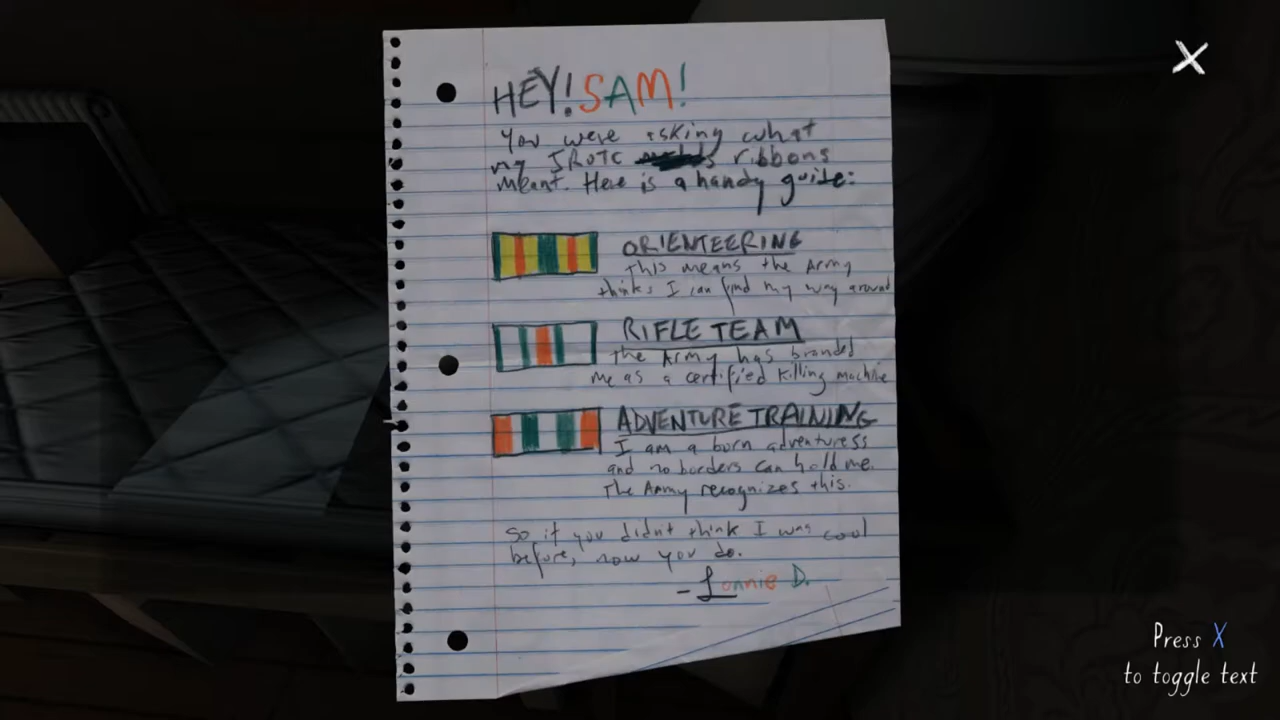 HEY! SAM!
You were asking what
my JROTC ribbons
meant. Here is a handy guide:
ORIENTEERING
This means the Army
thinks I can find my way around
RIFLE TEAM
The Army has branded
me as a certified killing machine
ADVENTURE TRAINING
I am a born adventuress
and no borders can hold me.
The Army recognizes this.
So if you didn't think I was cool
before, now you do.
- Lonnie D.
X
Press X
to toggle text